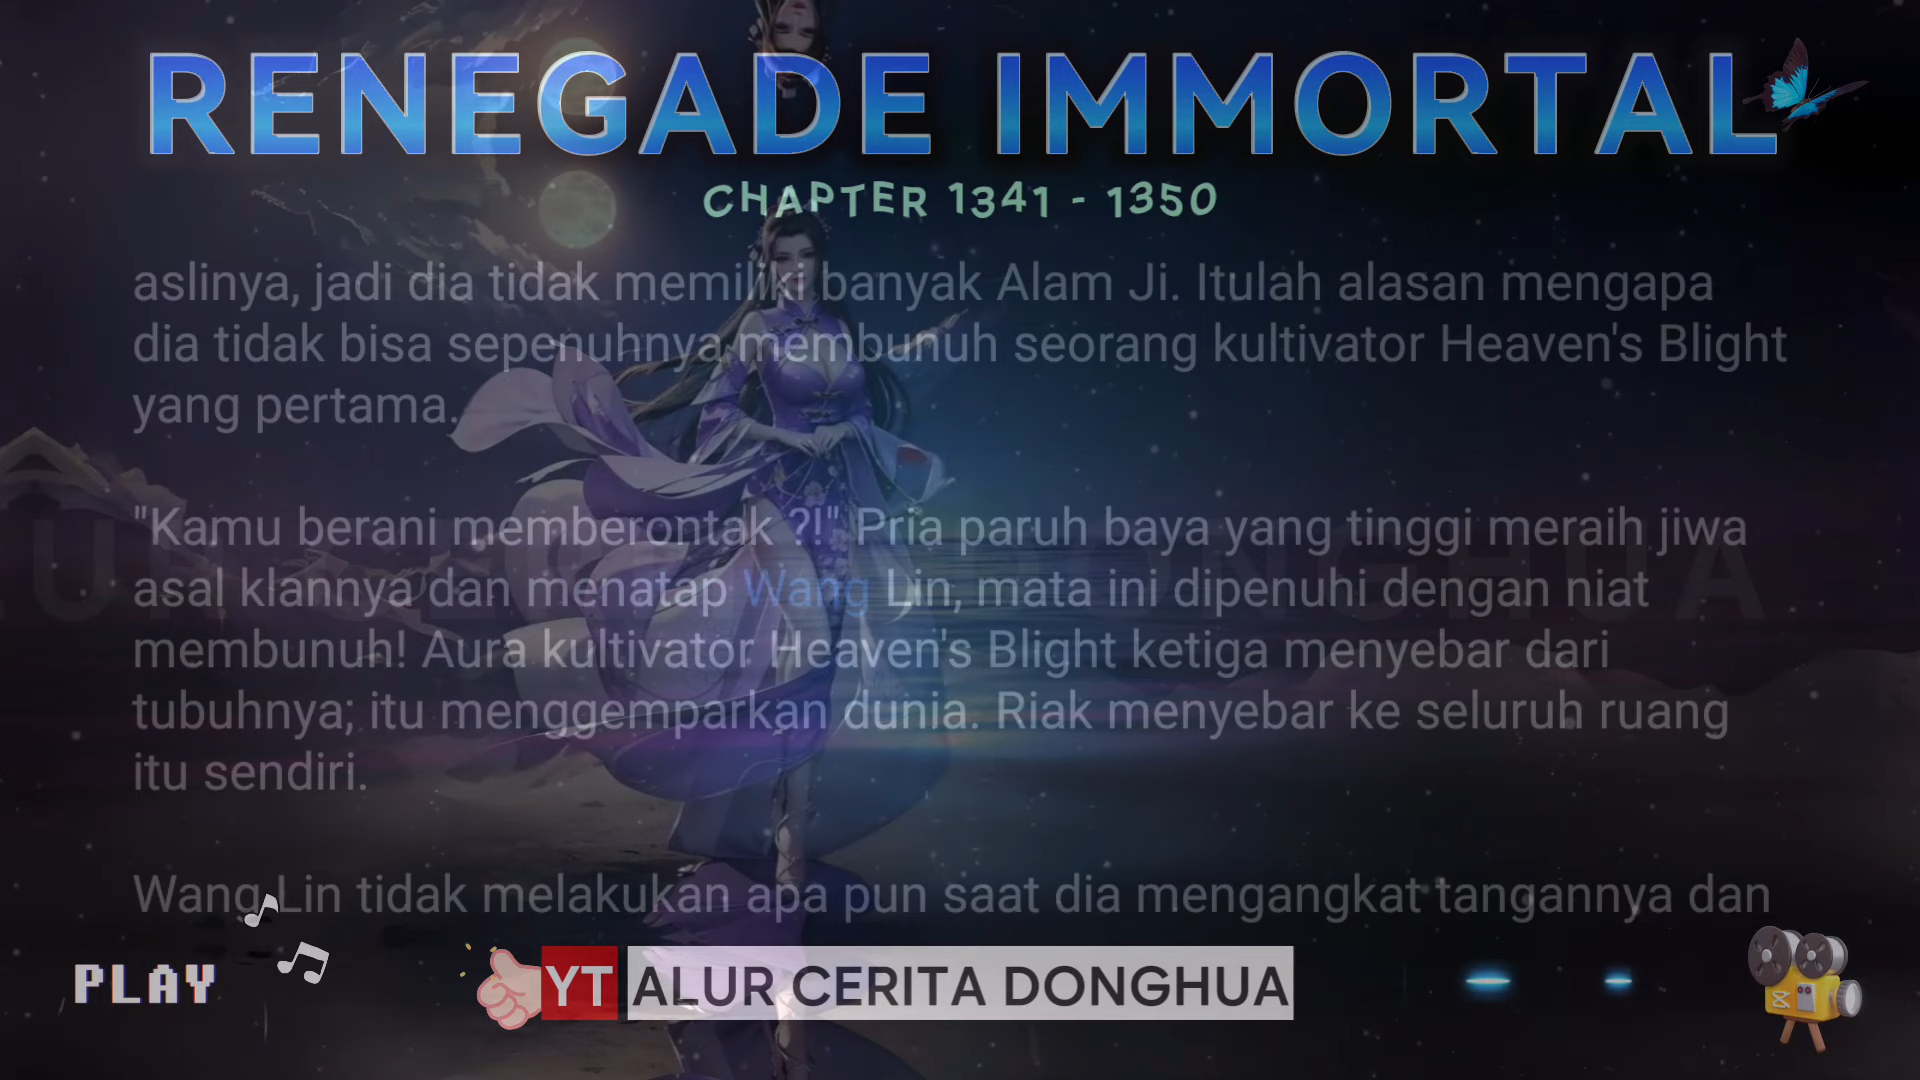 RENEGADE IMMORTAL
CHAPTER 1341 - 1350
aslinya, jadi dia tidak memiliki banyak Alam Ji. Itulah alasan mengapa
dia tidak bisa sepenuhnya membunuh seorang kultivator Heaven's Blight
yang pertama.
"Kamu berani memberontak ?!" Pria paruh baya yang tinggi meraih jiwa
asal klannya dan menatap Wang Lin, mata ini dipenuhi dengan niat
membunuh! Aura kultivator Heaven's Blight ketiga menyebar dari
tubuhnya; itu menggemparkan dunia. Riak menyebar ke seluruh ruang
itu sendiri.
Wang Lin tidak melakukan apa pun saat dia mengangkat tangannya dan
PLAY
YT ALUR CERITA DONGHUA